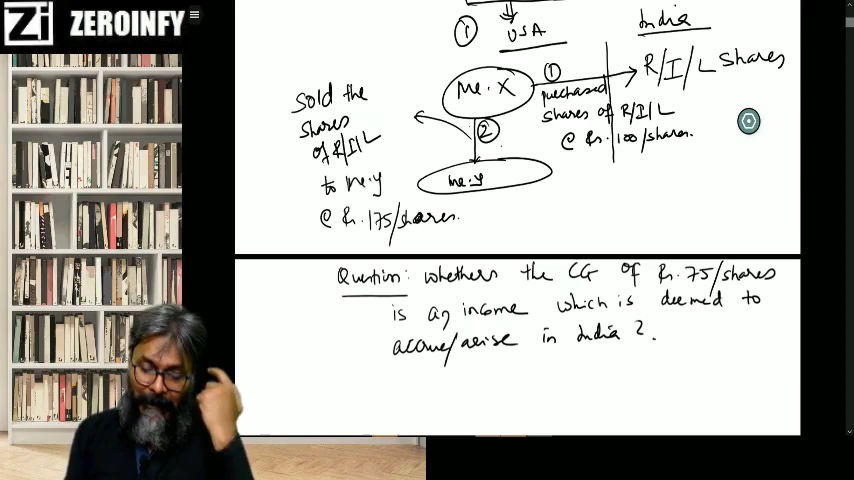 Zi ZEROINFY
India
① USA
Mr. X
① R/I/L Shares
purchased
shares of R/I/L
@ Rs. 100/shares.
②
Sold the
shares
of R/I/L
to Mr. Y
@ Rs. 175/shares.
Mr. Y
Question: whethers the CG of Rs. 75/shares
is an income which is deemed to
accrue/arise in India ?.